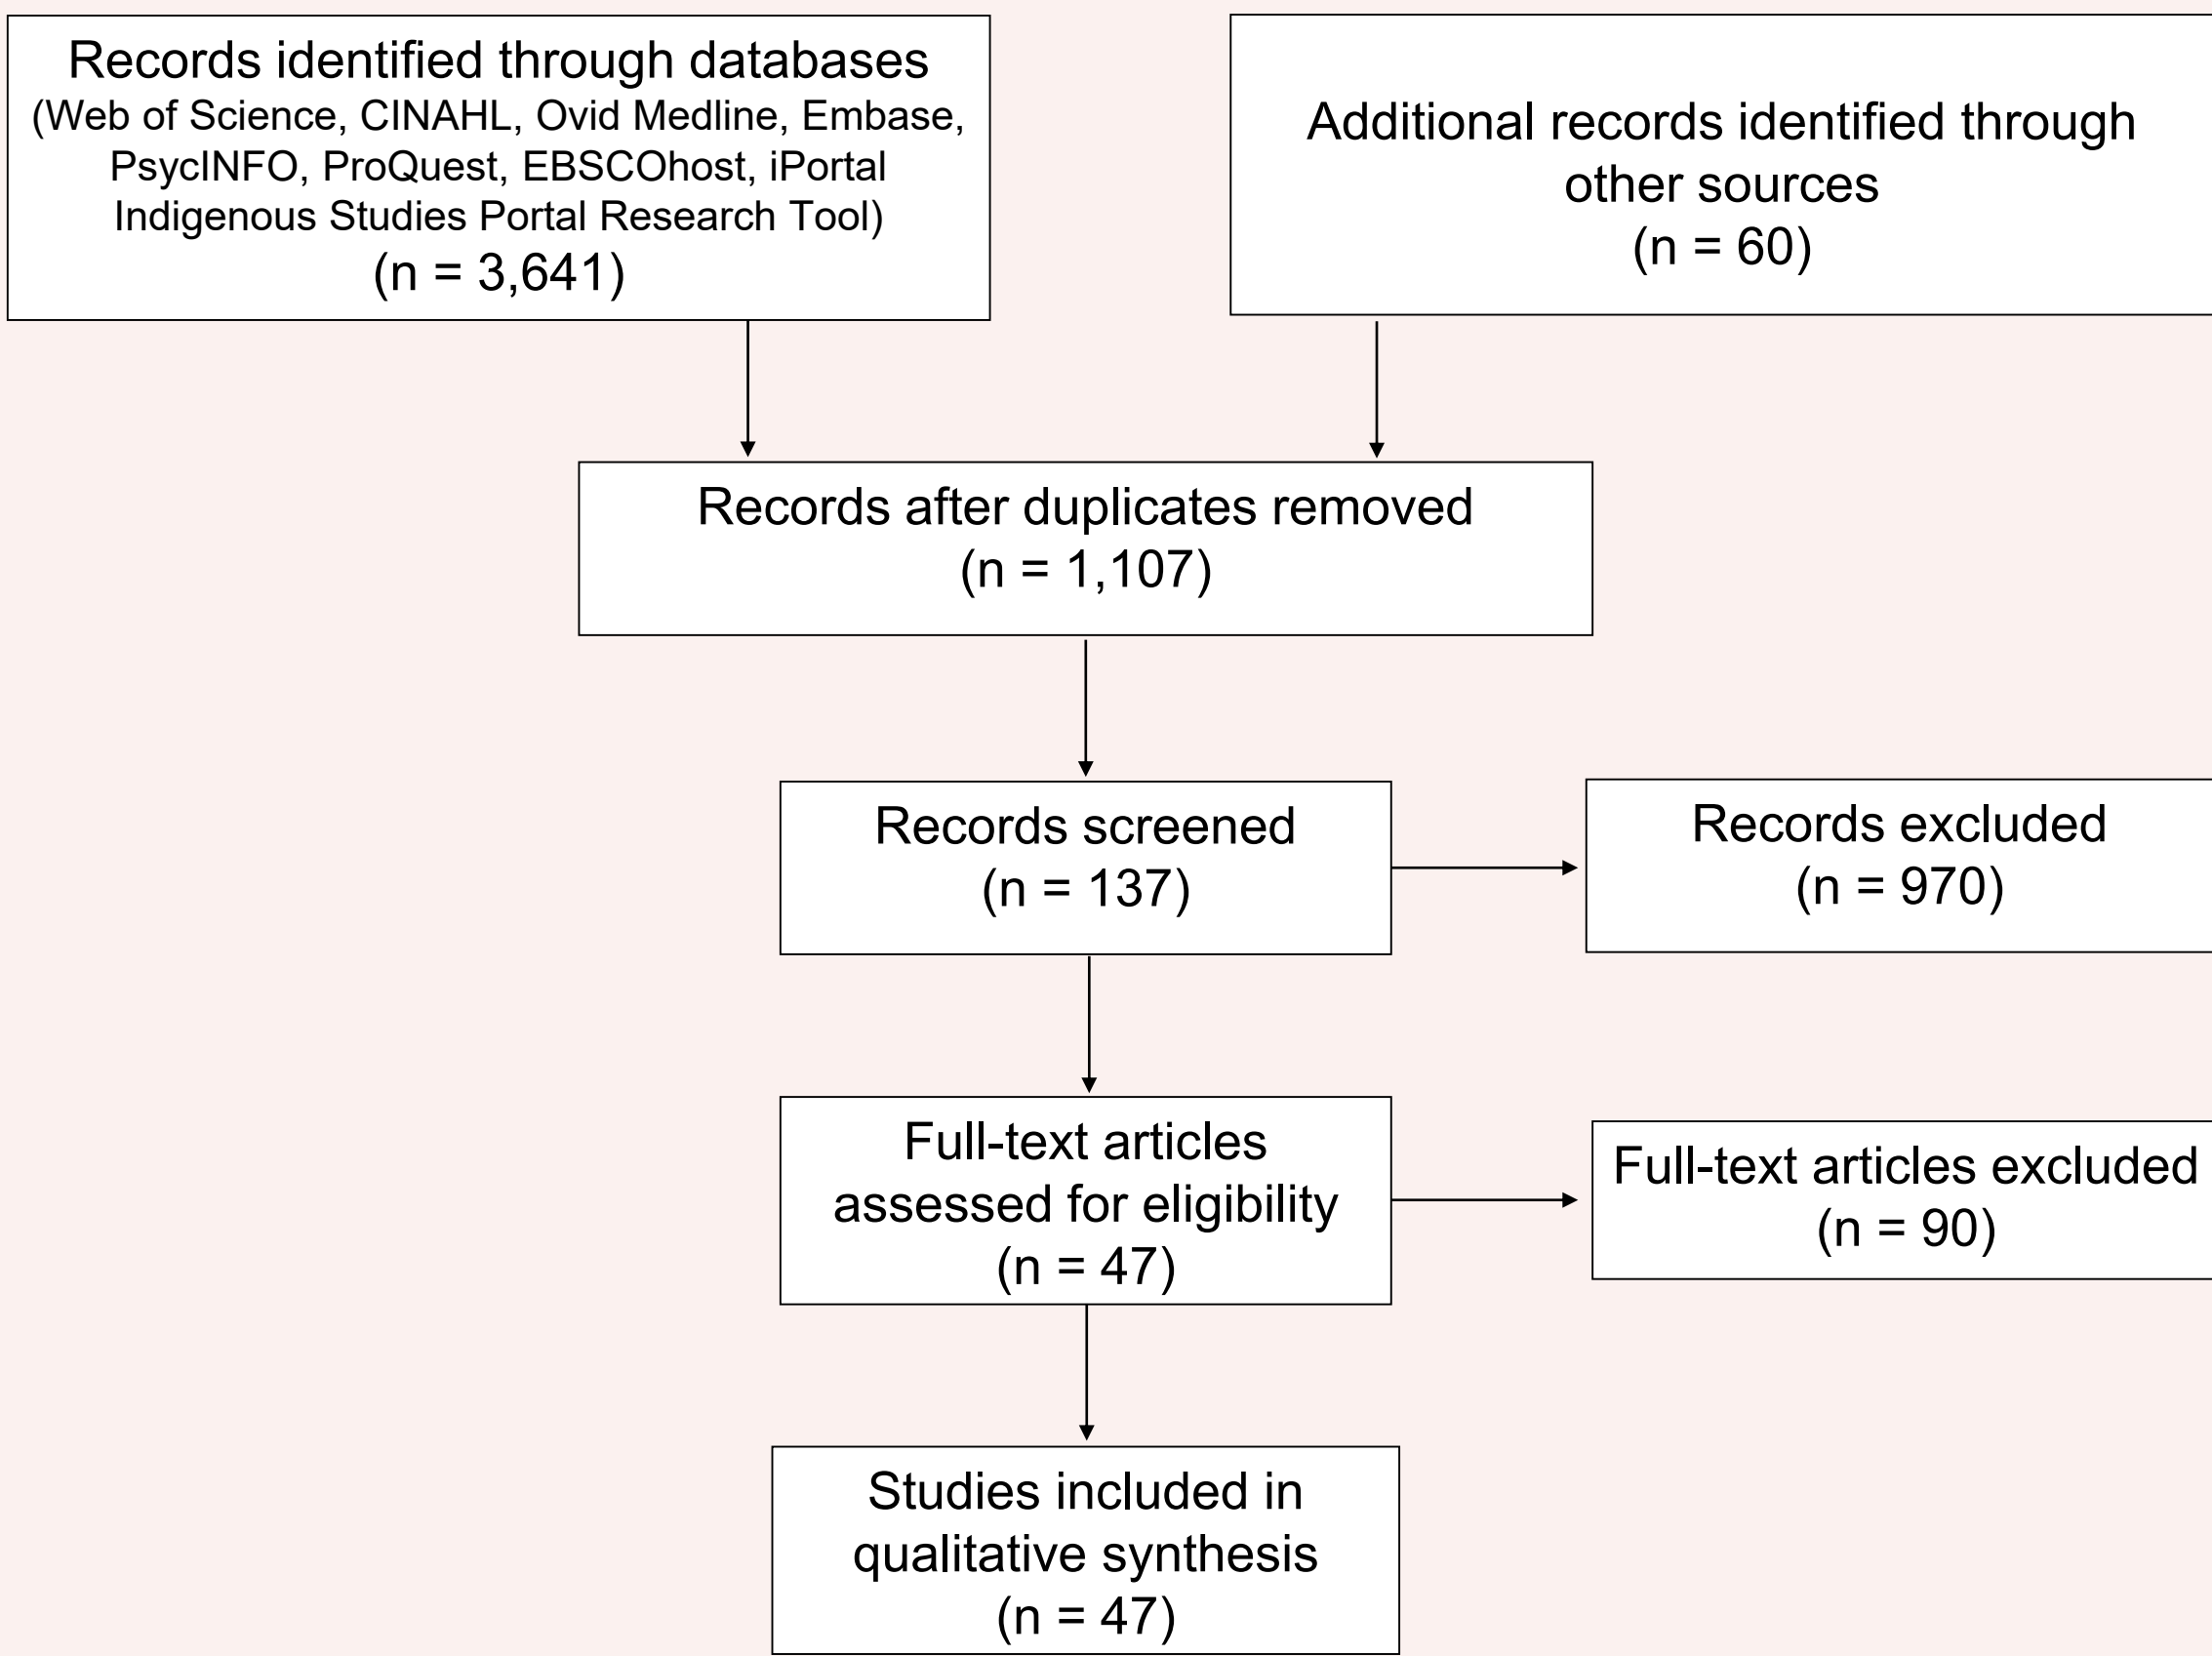 Records identified through databases
(Web of Science, CINAHL, Ovid Medline, Embase,
PsycINFO, ProQuest, EBSCOhost, iPortal
Indigenous Studies Portal Research Tool)
(n = 3,641)
Additional records identified through
other sources
(n = 60)
Records after duplicates removed
(n = 1,107)
Records screened
(n = 137)
Records excluded
(n = 970)
Full-text articles
assessed for eligibility
(n = 47)
Full-text articles excluded
(n = 90)
Studies included in
qualitative synthesis
(n = 47)